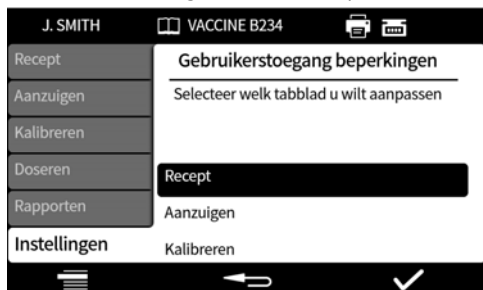 J. SMITH
VACCINE B234
Recept
Aanzuigen
Kalibreren
Doseren
Rapporten
Instellingen
Gebruikerstoegang beperkingen
Selecteer welk tabblad u wilt aanpassen
Recept
Aanzuigen
Kalibreren